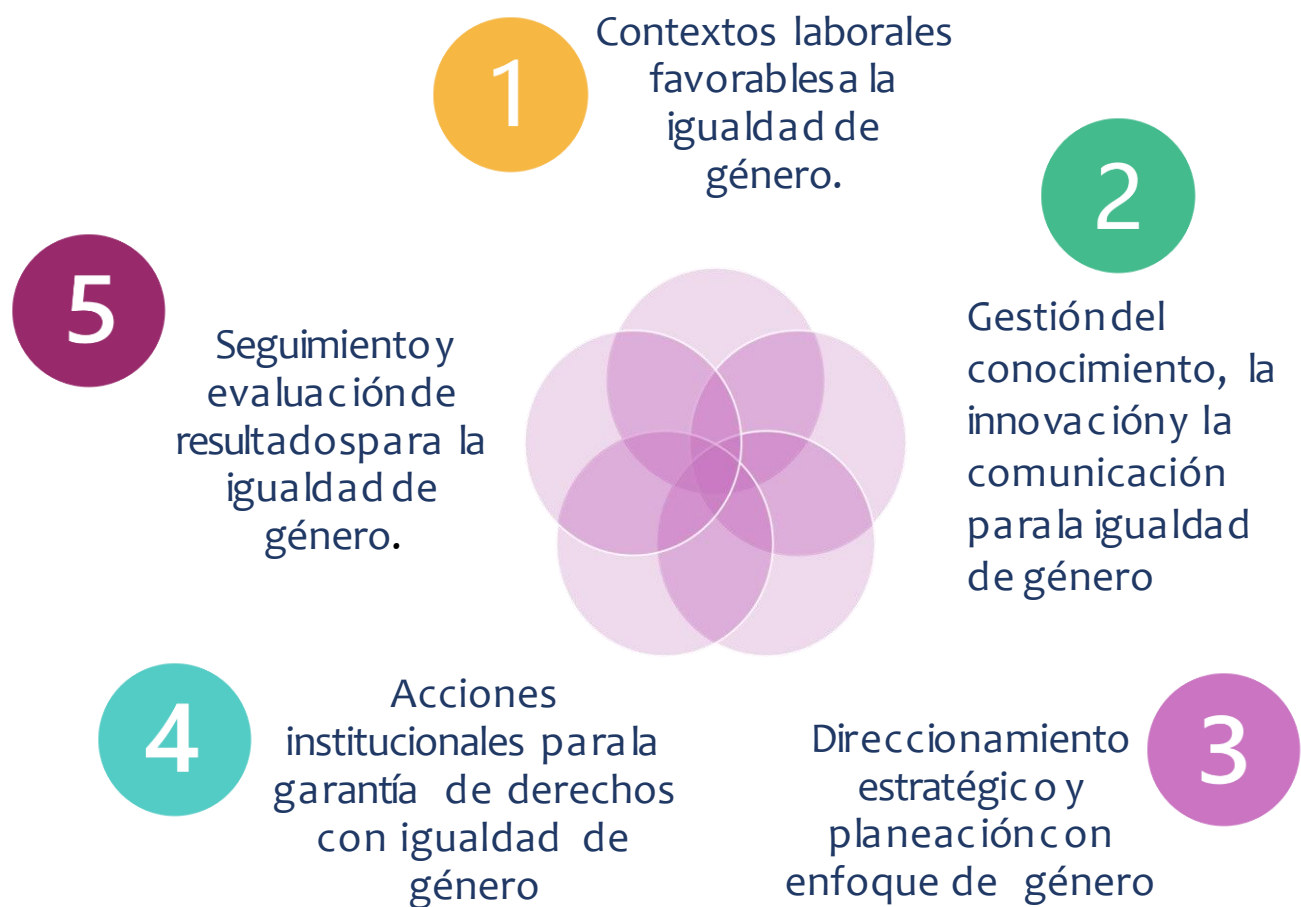 1
Contextos laborales
favorables a la
igualdad de
género.
2
Gestión del
conocimiento, la
innovación y la
comunicación
para la igualdad
de género
3
Direccionamiento
estratégico y
planeación con
enfoque de género
4
Acciones
institucionales para la
garantía de derechos
con igualdad de
género
5
Seguimiento y
evaluación de
resultados para la
igualdad de
género.